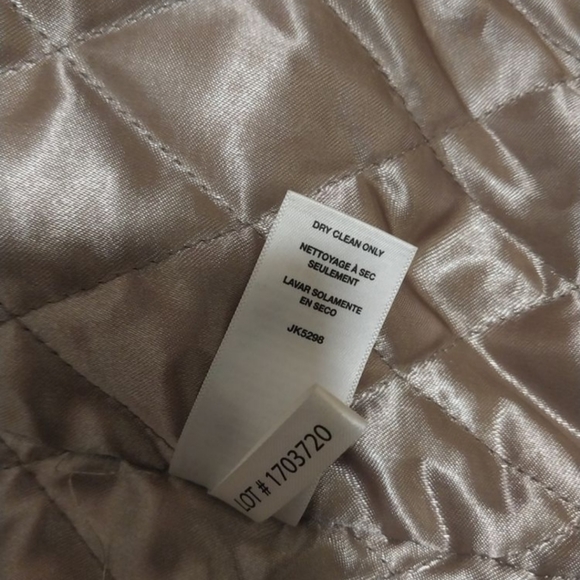 DRY CLEAN ONLY
NETTOYAGE À SEC
SEULEMENT
LAVAR SOLAMENTE
EN SECO
JK5298
LOT # 1703720